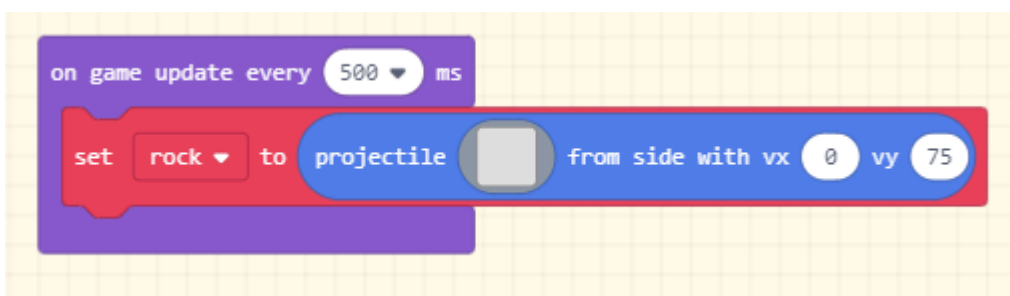 on game update every 500 ms
set rock to projectile from side with vx 0 vy 75